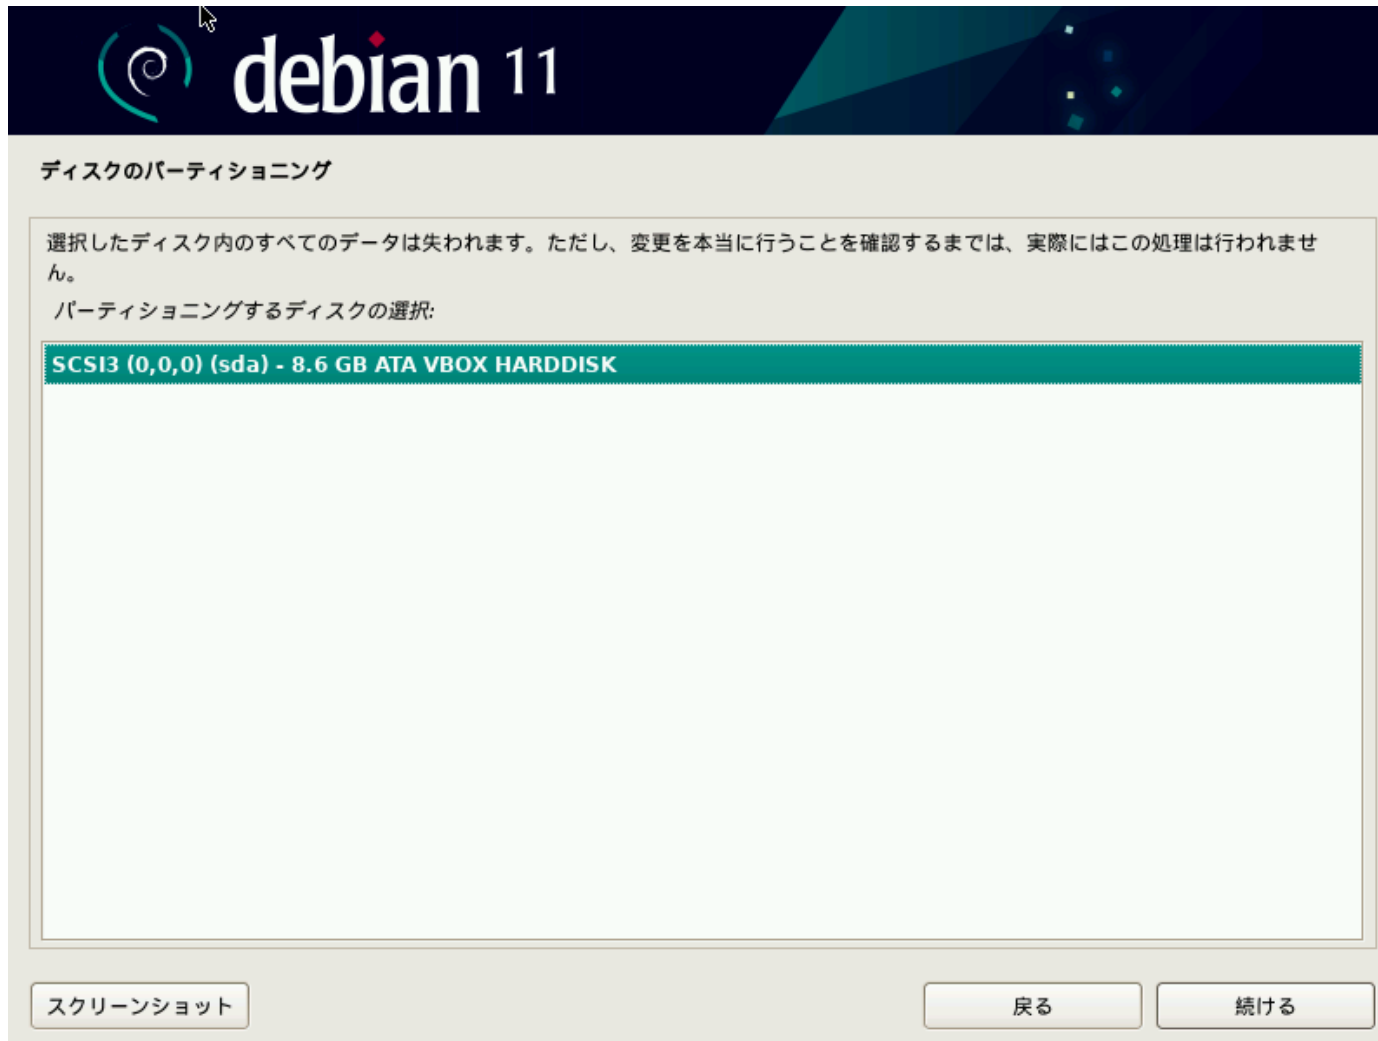 debian 11
ディスクのパーティショニング
選択したディスク内のすべてのデータは失われます。ただし、変更を本当に行うことを確認するまでは、実際にはこの処理は行われませ
ん。
パーティショニングするディスクの選択:
SCSI3 (0,0,0) (sda) - 8.6 GB ATA VBOX HARDDISK
スクリーンショット
戻る
続ける